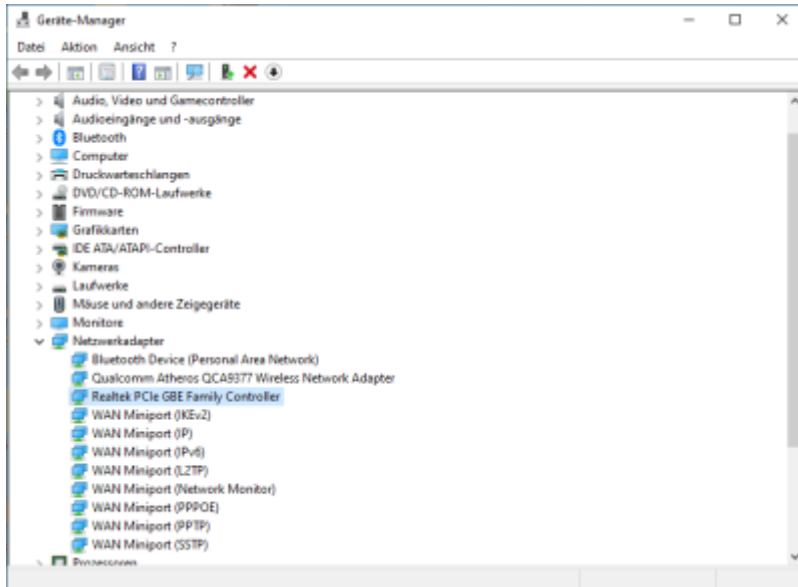 Geräte-Manager
Datei Aktion Ansicht ?
Audio, Video und Gamecontroller
Audioeingänge und -ausgänge
Bluetooth
Computer
Druckwarteschlangen
DVD/CD-ROM-Laufwerke
Firmware
Grafikkarten
IDE ATA/ATAPI-Controller
Kameras
Laufwerke
Mäuse und andere Zeigegeräte
Monitore
Netzwerkadapter
Bluetooth Device (Personal Area Network)
Qualcomm Atheros QCA9377 Wireless Network Adapter
Realtek PCIe GBE Family Controller
WAN Miniport (IKEv2)
WAN Miniport (IP)
WAN Miniport (IPv6)
WAN Miniport (L2TP)
WAN Miniport (Network Monitor)
WAN Miniport (PPPOE)
WAN Miniport (PPTP)
WAN Miniport (SSTP)
Prozessoren